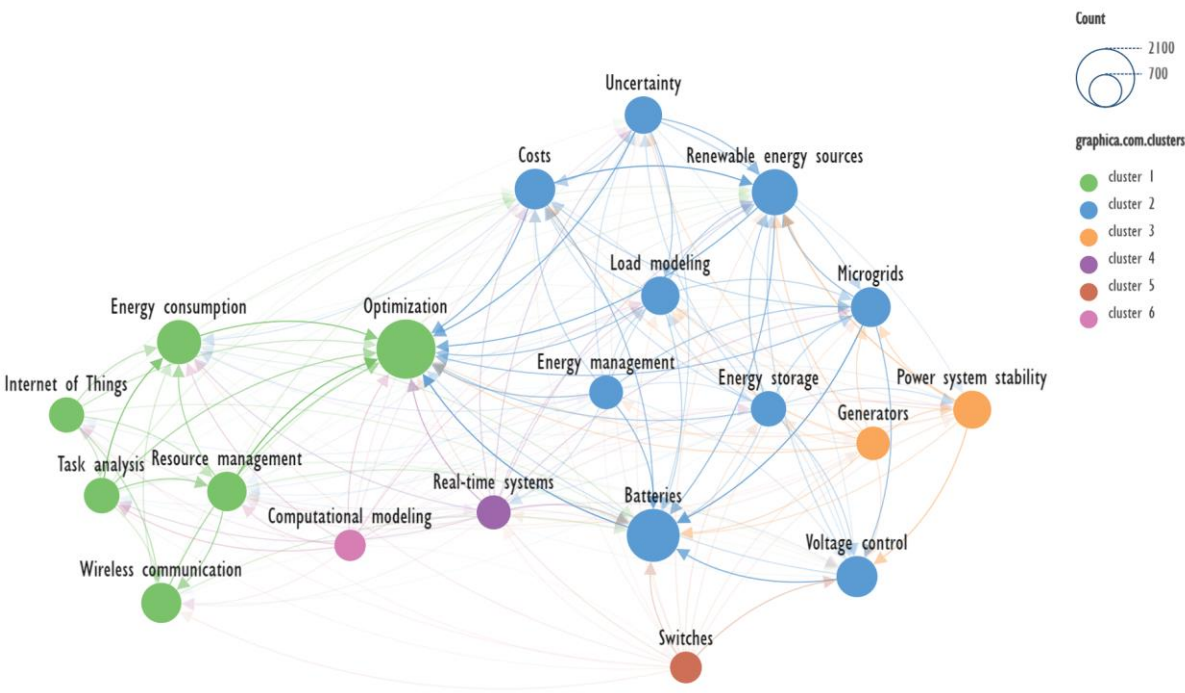 Count
2100
700
graphica.com.clusters
cluster 1
cluster 2
cluster 3
cluster 4
cluster 5
cluster 6
Uncertainty
Costs
Renewable energy sources
Load modeling
Microgrids
Energy consumption
Optimization
Energy management
Energy storage
Power system stability
Internet of Things
Generators
Task analysis
Resource management
Real-time systems
Batteries
Computational modeling
Voltage control
Wireless communication
Switches